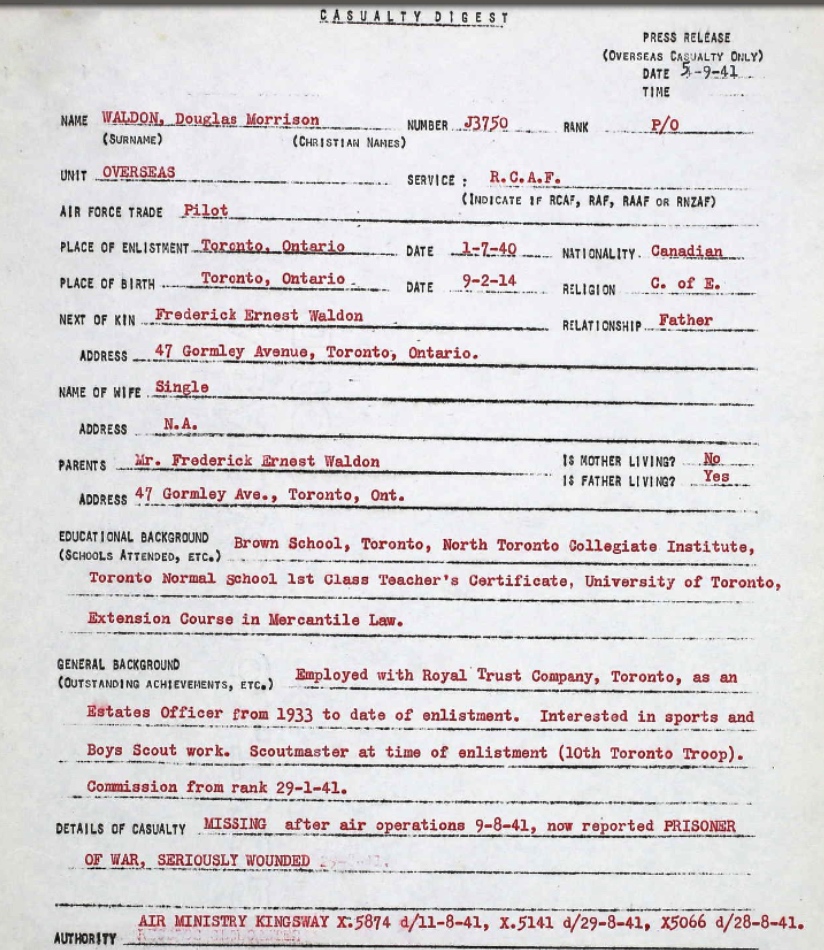 CASUALTY DIGEST
PRESS RELEASE
(OVERSEAS CASUALTY ONLY)
DATE 5-9-41
TIME
NAME WALDON, Douglas Morrison NUMBER J3750 RANK P/O
(SURNAME) (CHRISTIAN NAMES)
UNIT OVERSEAS SERVICE: R.C.A.F.
(INDICATE IF RCAF, RAF, RAAF OR RNZAF)
AIR FORCE TRADE Pilot
PLACE OF ENLISTMENT Toronto, Ontario DATE 1-7-40 NATIONALITY Canadian
PLACE OF BIRTH Toronto, Ontario DATE 9-2-14 RELIGION C. of E.
NEXT OF KIN Frederick Ernest Waldon RELATIONSHIP Father
ADDRESS 47 Gormley Avenue, Toronto, Ontario.
NAME OF WIFE Single
ADDRESS N.A.
PARENTS Mr. Frederick Ernest Waldon IS MOTHER LIVING? No
IS FATHER LIVING? Yes
ADDRESS 47 Gormley Ave., Toronto, Ont.
EDUCATIONAL BACKGROUND Brown School, Toronto, North Toronto Collegiate Institute,
(SCHOOLS ATTENDED, ETC.)
Toronto Normal School 1st Class Teacher's Certificate, University of Toronto,
Extension Course in Mercantile Law.
GENERAL BACKGROUND Employed with Royal Trust Company, Toronto, as an
(OUTSTANDING ACHIEVEMENTS, ETC.)
Estates Officer from 1933 to date of enlistment. Interested in sports and
Boys Scout work. Scoutmaster at time of enlistment (10th Toronto Troop).
Commission from rank 29-1-41.
DETAILS OF CASUALTY MISSING after air operations 9-8-41, now reported PRISONER
OF WAR, SERIOUSLY WOUNDED
AIR MINISTRY KINGSWAY X.5874 d/11-8-41, X.5141 d/29-8-41, X5066 d/28-8-41.
AUTHORITY